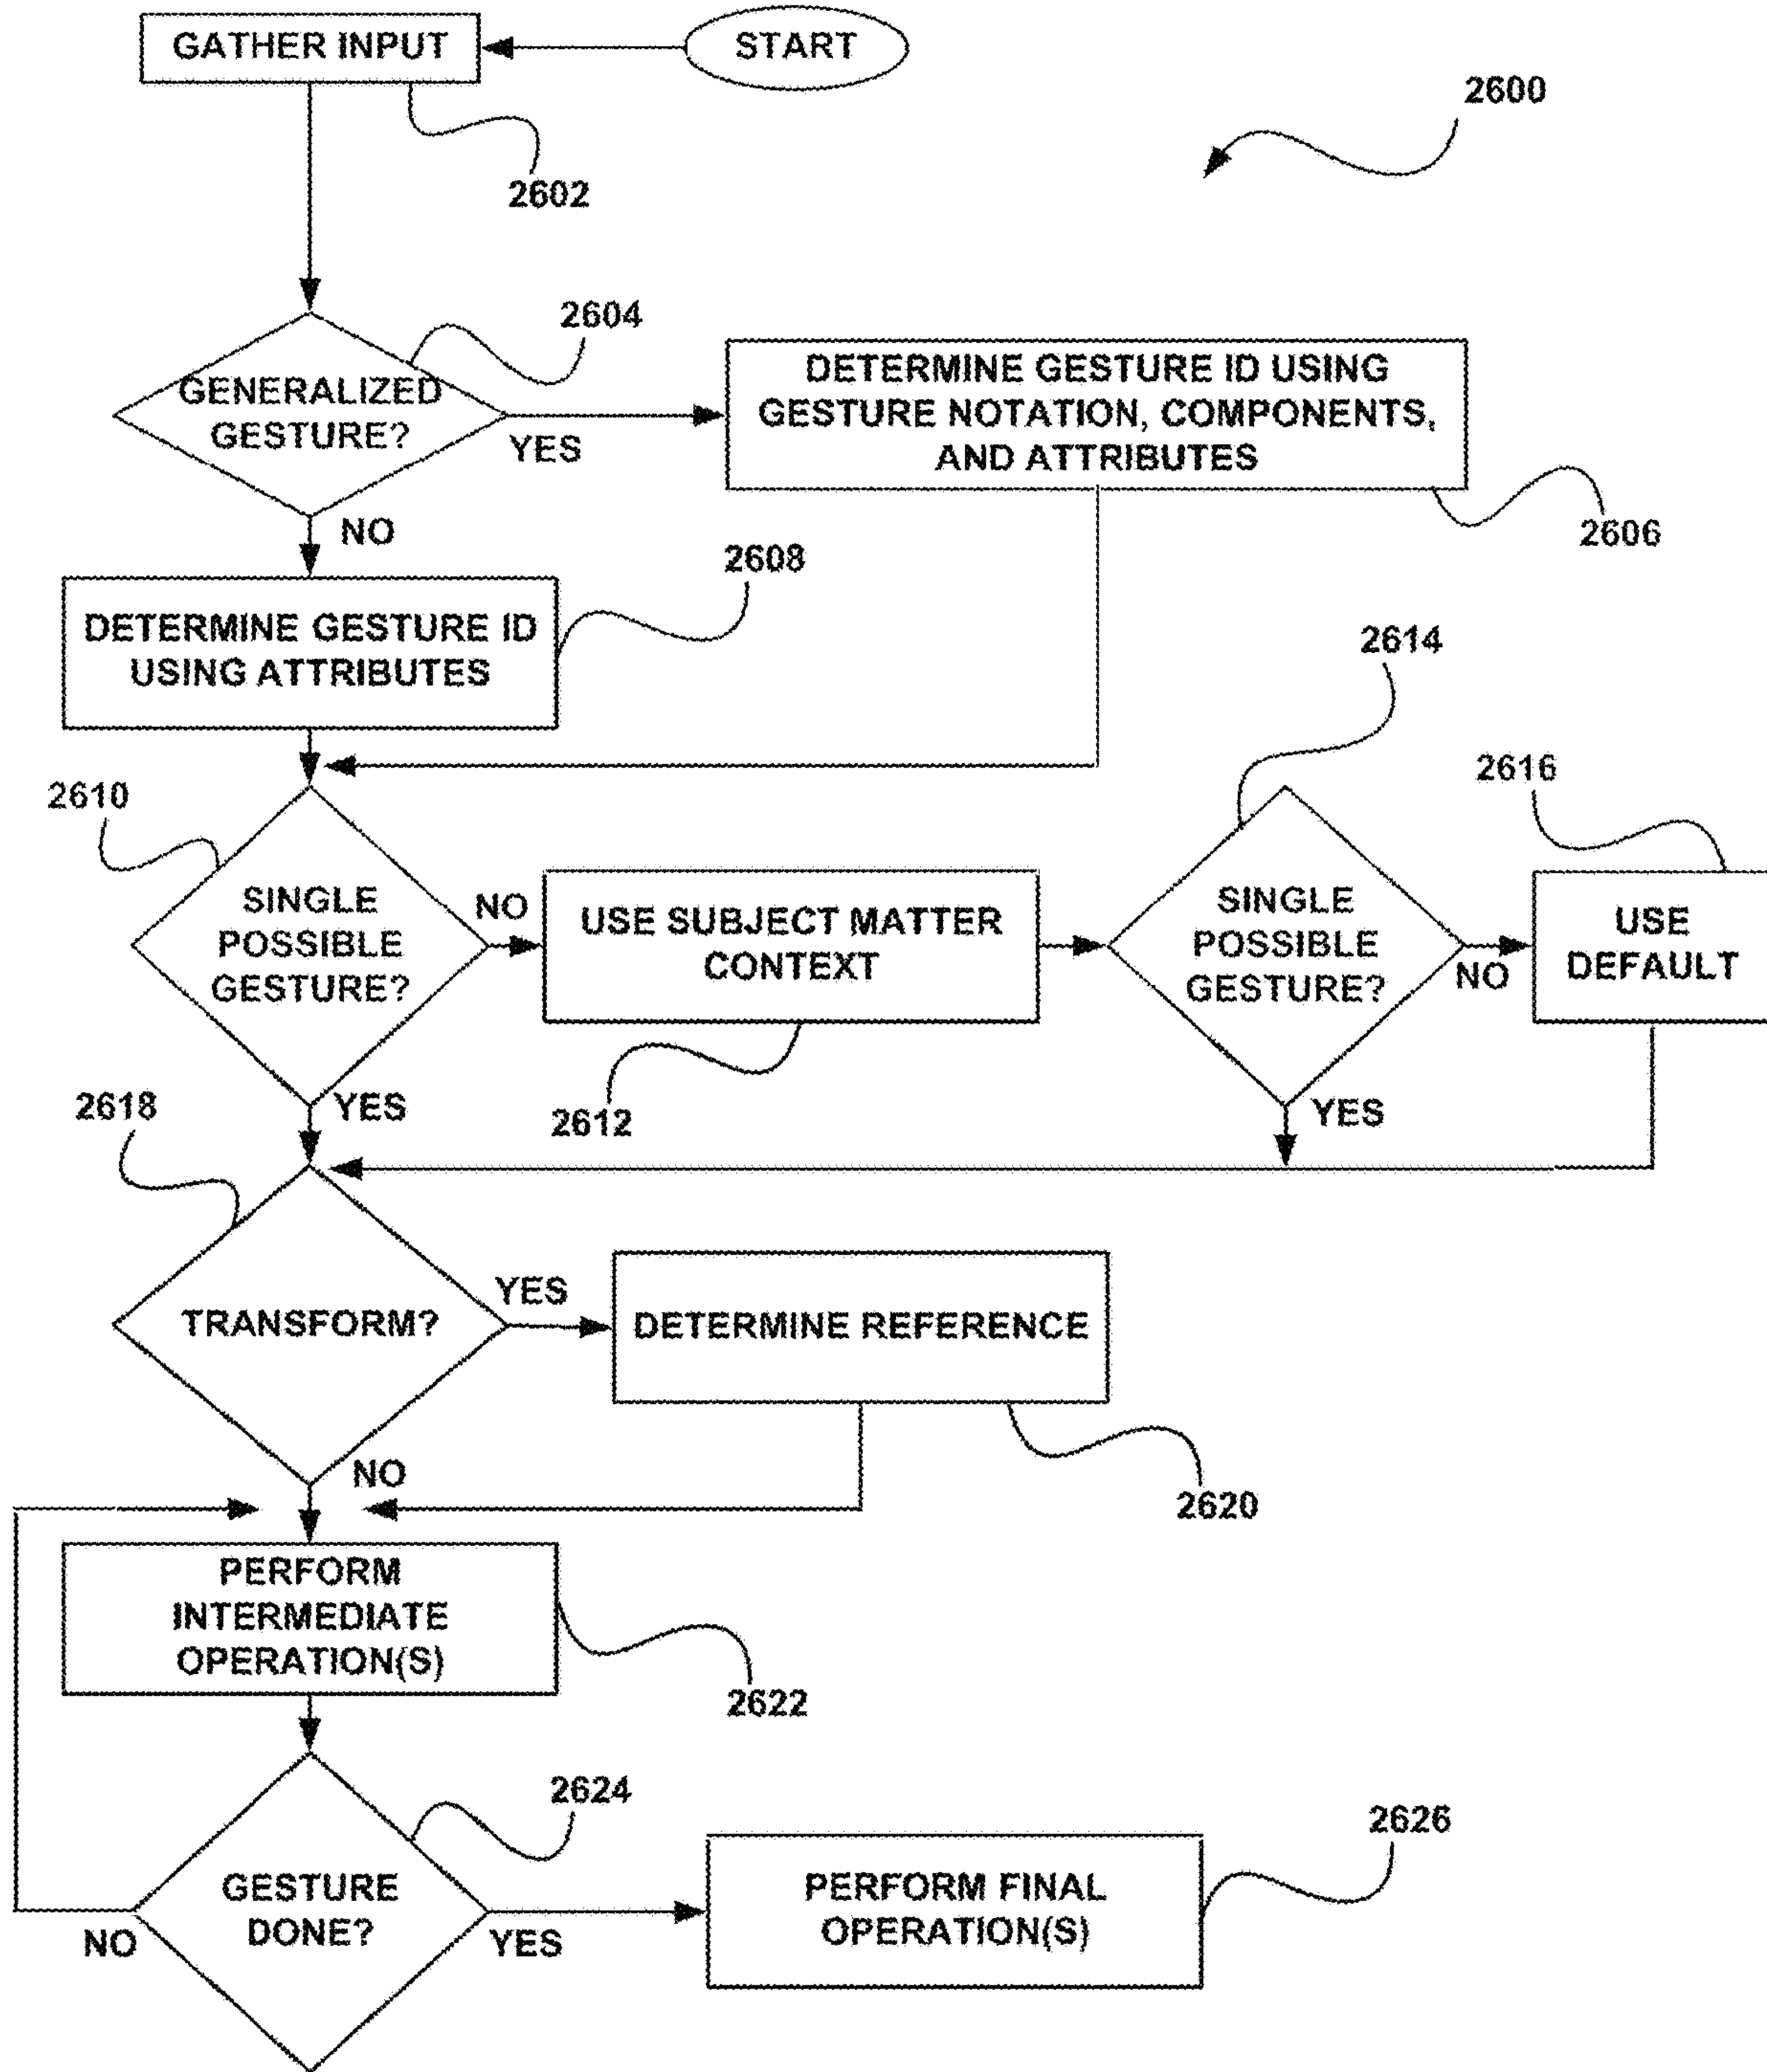 GATHER INPUT
START
2600
2602
2604
GENERALIZED
GESTURE?
YES
DETERMINE GESTURE ID USING
GESTURE NOTATION, COMPONENTS,
AND ATTRIBUTES
2606
NO
2608
DETERMINE GESTURE ID
USING ATTRIBUTES
2610
SINGLE
POSSIBLE
GESTURE?
NO
USE SUBJECT MATTER
CONTEXT
2612
2614
SINGLE
POSSIBLE
GESTURE?
NO
2616
USE
DEFAULT
YES
YES
2618
TRANSFORM?
YES
DETERMINE REFERENCE
2620
NO
PERFORM
INTERMEDIATE
OPERATION(S)
2622
2624
GESTURE
DONE?
NO
YES
PERFORM FINAL
OPERATION(S)
2626